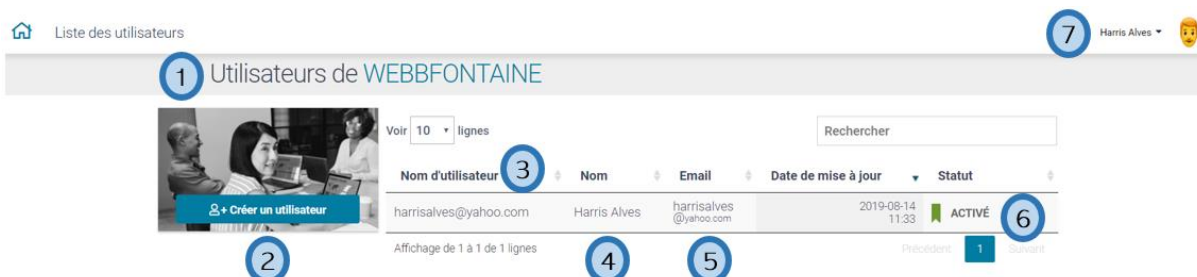 Liste des utilisateurs
7
Harris Alves
1
Utilisateurs de WEBBFONTAINE
Voir 10 lignes
Rechercher
Nom d'utilisateur 3 Nom Email Date de mise à jour Statut
Créer un utilisateur
harrisalves@yahoo.com Harris Alves harrisalves
@yahoo.com
2019-08-14
11:33
ACTIVÉ
6
Affichage de 1 à 1 de 1 lignes
Précédent 1 Suivant
2
4
5